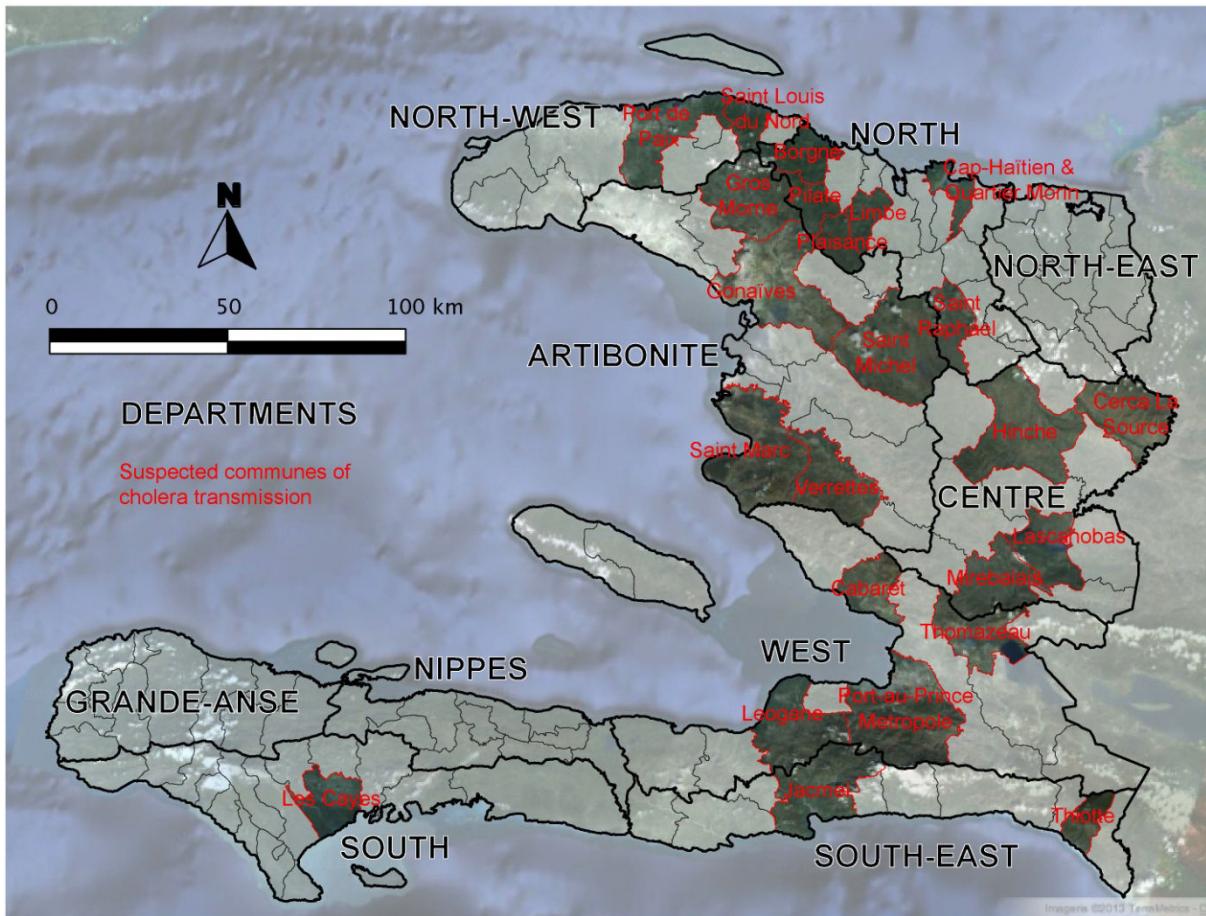 Saint Louis
du Nord
NORTH-WEST
Port de
Paix
NORTH
Borgne
Cap-Haïtien &
Quartier Morin
N
Gros
Morne
Pilate
Limbe
Plaisance
NORTH-EAST
0 50 100 km
Gonaïves
Saint
Raphael
ARTIBONITE
Saint
Michel
DEPARTMENTS
Cerca La
Source
Hinche
Suspected communes of
cholera transmission
Saint Marc
Verrettes
CENTRE
Lascahobas
Mirebalais
Cabaret
Thomazeau
WEST
NIPPES
GRANDE-ANSE
Port-au-Prince
Metropole
Leogane
Les Cayes
Jacmel
Thiotte
SOUTH
SOUTH-EAST
Imagerie ©2013 TerraMetrics - C